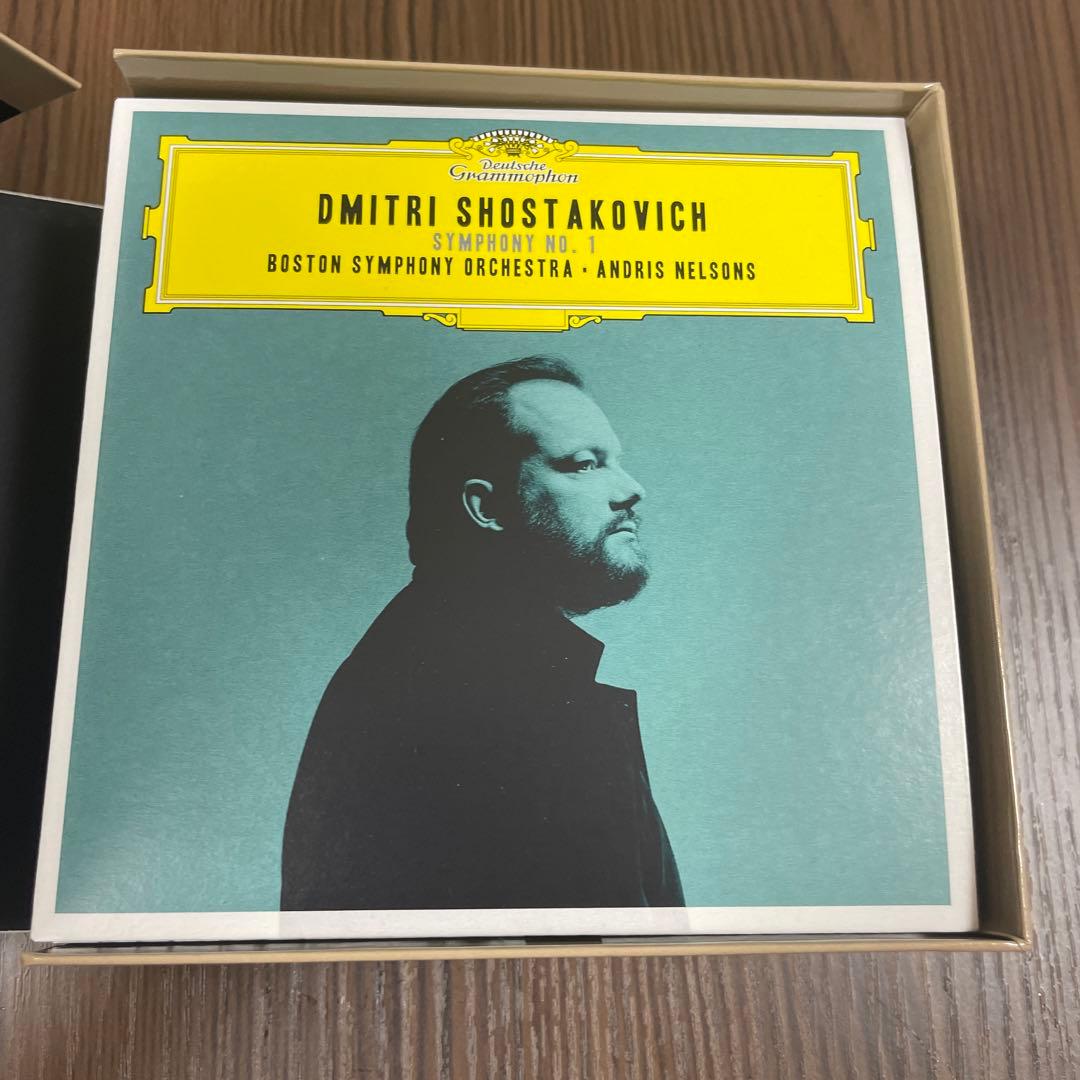 Deutsche
Grammophon
DMITRI SHOSTAKOVICH
SYMPHONY NO. 1
BOSTON SYMPHONY ORCHESTRA · ANDRIS NELSONS